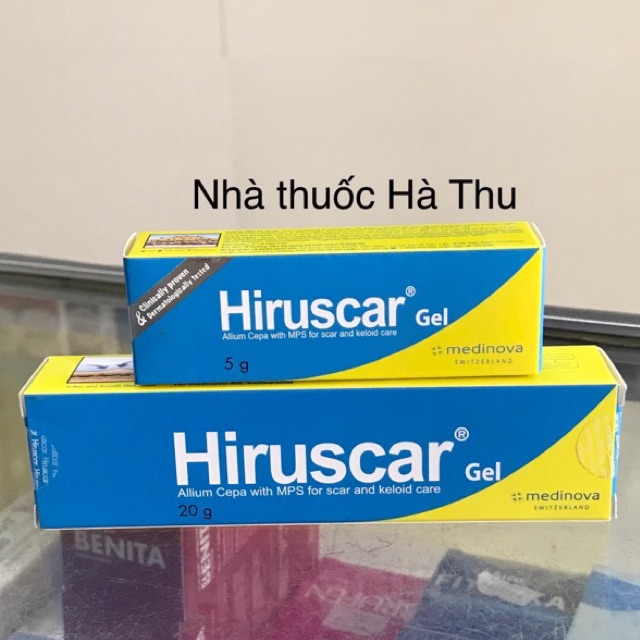 Nhà thuốc Hà Thu
Clinically proven
& Dermatologically tested
Hiruscar® Gel
Allium Cepa with MPS for scar and keloid care
5 g
medinova
SWITZERLAND
Hiruscar® Gel
Allium Cepa with MPS for scar and keloid care
20 g
medinova
SWITZERLAND
BENITA